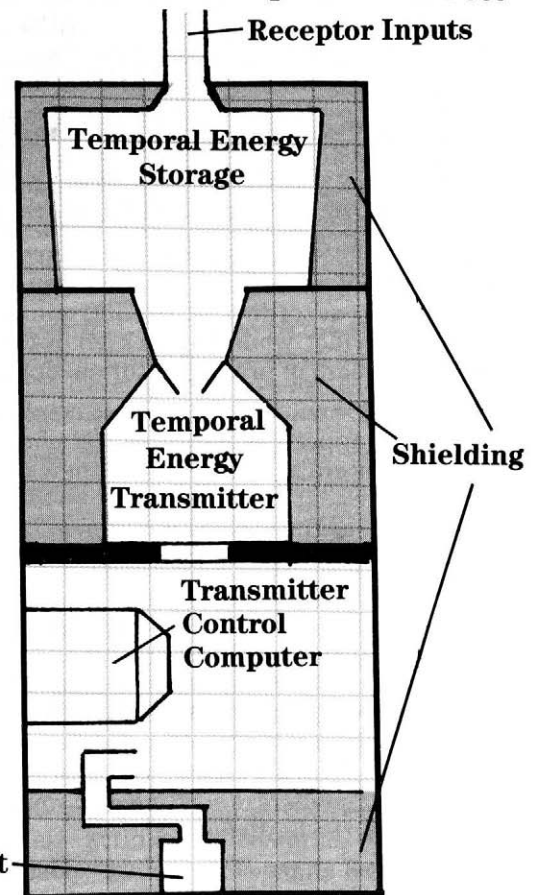 Receptor Inputs
Temporal Energy
Storage
Temporal
Energy
Transmitter
Shielding
Transmitter
Control
Computer